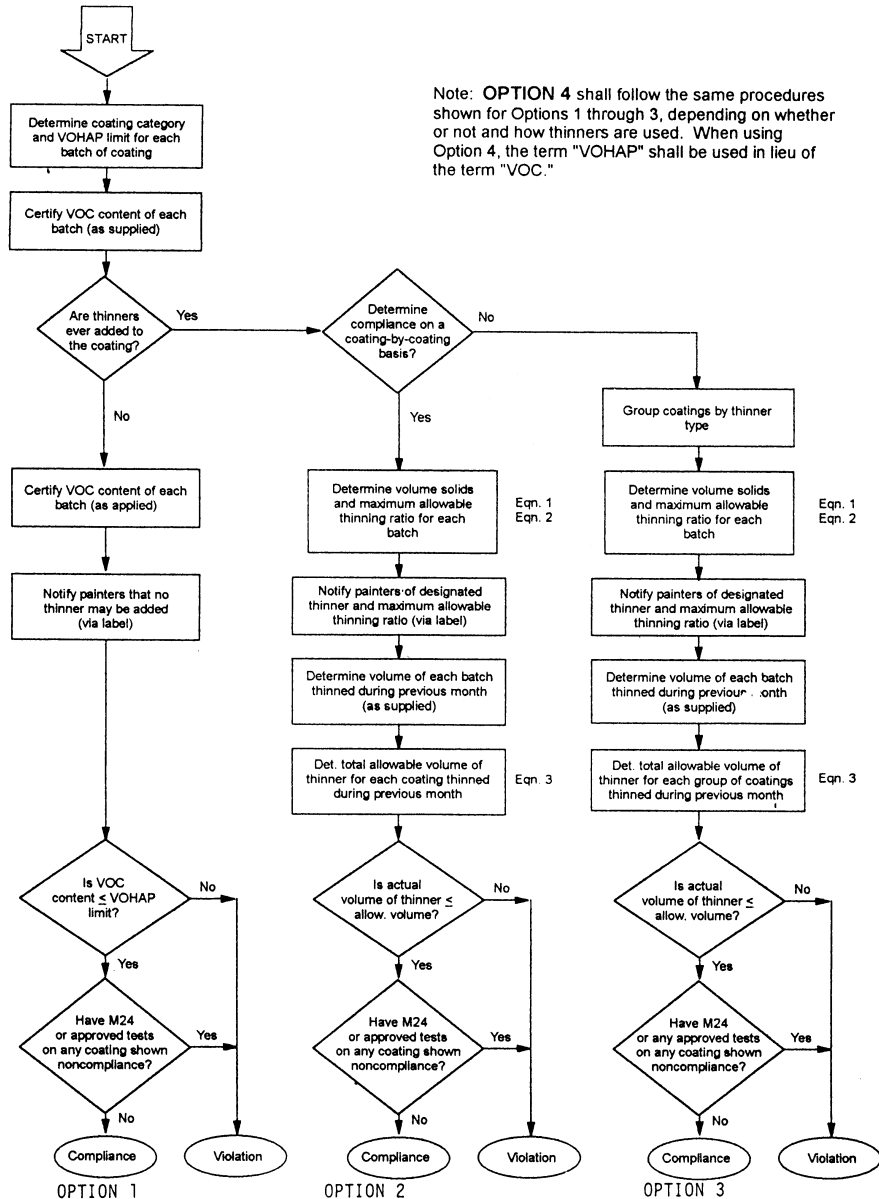 START
Note: OPTION 4 shall follow the same procedures
shown for Options 1 through 3, depending on whether
or not and how thinners are used. When using
Option 4, the term "VOHAP" shall be used in lieu of
the term "VOC."
Determine coating category
and VOHAP limit for each
batch of coating
Certify VOC content of each
batch (as supplied)
Are thinners
ever added to
the coating?
Yes
Determine
compliance on a
coating-by-coating
basis?
No
No
Yes
Group coatings by thinner
type
Certify VOC content of each
batch (as applied)
Determine volume solids
and maximum allowable
thinning ratio for each
batch
Eqn. 1
Eqn. 2
Determine volume solids
and maximum allowable
thinning ratio for each
batch
Eqn. 1
Eqn. 2
Notify painters that no
thinner may be added
(via label)
Notify painters of designated
thinner and maximum allowable
thinning ratio (via label)
Notify painters of designated
thinner and maximum allowable
thinning ratio (via label)
Determine volume of each batch
thinned during previous month
(as supplied)
Determine volume of each batch
thinned during
(as supplied)
Det. total allowable volume of
thinner for each coating thinned
during previous month
Eqn. 3
Det. total allowable volume of
thinner for each group of coatings
thinned during previous month
Eqn. 3
Is VOC
content ≤ VOHAP
limit?
No
Is actual
volume of thinner ≤
allow. volume?
No
Is actual
volume of thinner ≤
allow. volume?
No
Yes
Yes
Yes
Have M24
or approved tests
on any coating shown
noncompliance?
Yes
Have M24
or approved tests
on any coating shown
noncompliance?
Yes
Have M24
or any approved tests
on any coating shown
noncompliance?
Yes
No
No
No
Compliance
Violation
Compliance
Violation
Compliance
Violation
OPTION 1
OPTION 2
OPTION 3